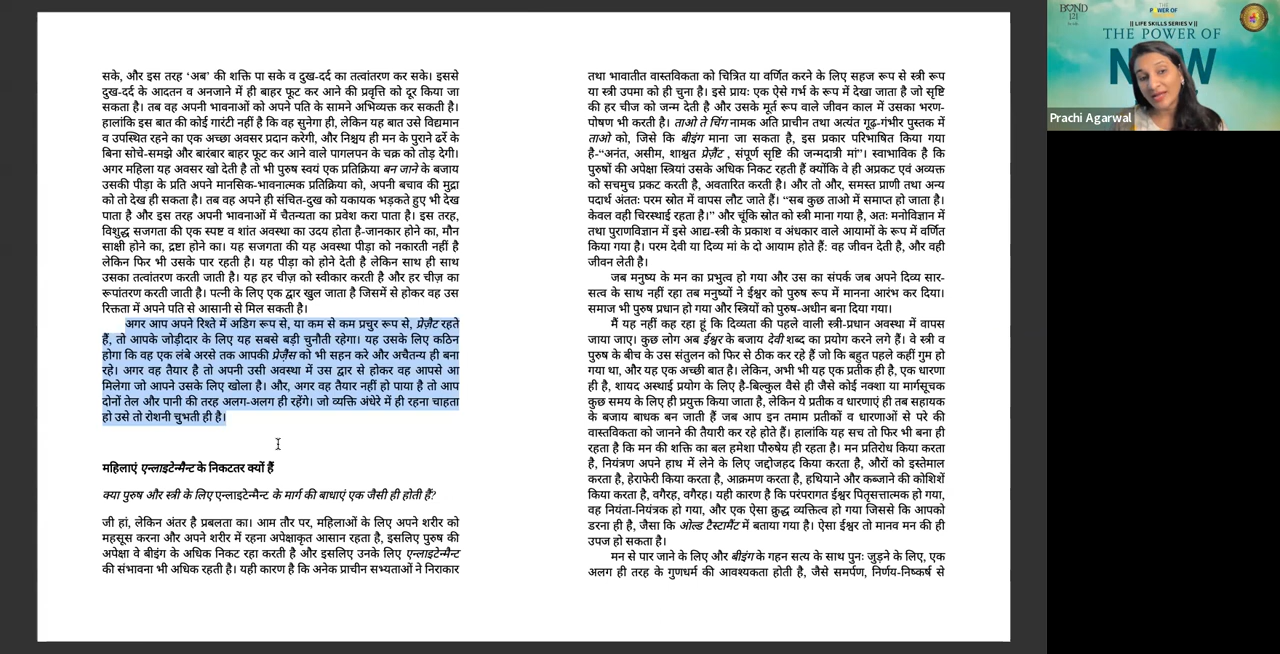 सके, और इस तरह ‘अब’ की शक्ति पा सके व दुख-दर्द का तत्वांतरण कर सके। इससे
दुख-दर्द के आदतन व अनजाने में ही बाहर फूट कर आने की प्रवृत्ति को दूर किया जा
सकता है। तब वह अपनी भावनाओं को अपने पति के सामने अभिव्यक्त कर सकती है।
हालांकि इस बात की कोई गारंटी नहीं है कि वह सुनेगा ही, लेकिन यह बात उसे विद्यमान
व उपस्थित रहने का एक अच्छा अवसर प्रदान करेगी, और निश्चय ही मन के पुराने ढर्रे के
बिना सोचे-समझे और बारंबार बाहर फूट कर आने वाले पागलपन के चक्र को तोड़ देगी।
अगर महिला यह अवसर खो देती है तो भी पुरुष स्वयं एक प्रतिक्रिया बन जाने के बजाय
उसकी पीड़ा के प्रति अपने मानसिक-भावनात्मक प्रतिक्रिया को, अपनी बचाव की मुद्रा
को तो देख ही सकता है। तब वह अपने ही संचित-दुख को यकायक भड़कते हुए भी देख
पाता है और इस तरह अपनी भावनाओं में चैतन्यता का प्रवेश करा पाता है। इस तरह,
विशुद्ध सजगता की एक स्पष्ट व शांत अवस्था का उदय होता है-जानकार होने का, मौन
साक्षी होने का, द्रष्टा होने का। यह सजगता की यह अवस्था पीड़ा को नकारती नहीं है
लेकिन फिर भी उसके पार रहती है। यह पीड़ा को होने देती है लेकिन साथ ही साथ
उसका तत्वांतरण करती जाती है। यह हर चीज़ को स्वीकार करती है और हर चीज़ का
रूपांतरण करती जाती है। पत्नी के लिए एक द्वार खुल जाता है जिसमें से होकर वह उस
रिक्तता में अपने पति से आसानी से मिल सकती है।
अगर आप अपने रिश्ते में अडिग रूप से, या कम से कम प्रचुर रूप से, प्रेज़ैंट रहते
हैं, तो आपके जोड़ीदार के लिए यह सबसे बड़ी चुनौती रहेगा। यह उसके लिए कठिन
होगा कि वह एक लंबे अरसे तक आपकी प्रेज़ैंस को भी सहन करे और अचैतन्य ही बना
रहे। अगर वह तैयार है तो अपनी उसी अवस्था में उस द्वार से होकर वह आपसे आ
मिलेगा जो आपने उसके लिए खोला है। और, अगर वह तैयार नहीं हो पाया है तो आप
दोनों तेल और पानी की तरह अलग-अलग ही रहेंगे। जो व्यक्ति अंधेरे में ही रहना चाहता
हो उसे तो रोशनी चुभती ही है।
महिलाएं एन्लाइटेन्मैन्ट के निकटतर क्यों हैं
क्या पुरुष और स्त्री के लिए एन्लाइटेन्मैन्ट के मार्ग की बाधाएं एक जैसी ही होती हैं?
जी हां, लेकिन अंतर है प्रबलता का। आम तौर पर, महिलाओं के लिए अपने शरीर को
महसूस करना और अपने शरीर में रहना अपेक्षाकृत आसान रहता है, इसलिए पुरुष की
अपेक्षा वे बीइंग के अधिक निकट रहा करती है और इसलिए उनके लिए एन्लाइटेन्मैन्ट
की संभावना भी अधिक रहती है। यही कारण है कि अनेक प्राचीन सभ्यताओं ने निराकार
तथा भावातीत वास्तविकता को चित्रित या वर्णित करने के लिए सहज रूप से स्त्री रूप
या स्त्री उपमा को ही चुना है। इसे प्रायः एक ऐसे गर्भ के रूप में देखा जाता है जो सृष्टि
की हर चीज को जन्म देती है और उसके मूर्त रूप वाले जीवन काल में उसका भरण-
पोषण भी करती है। ताओ ते चिंग नामक अति प्राचीन तथा अत्यंत गूढ़-गंभीर पुस्तक में
ताओ को, जिसे कि बीइंग माना जा सकता है, इस प्रकार परिभाषित किया गया
है-“अनंत, असीम, शाश्वत प्रेज़ैंट , संपूर्ण सृष्टि की जन्मदात्री मां”। स्वाभाविक है कि
पुरुषों की अपेक्षा स्त्रियां उसके अधिक निकट रहती हैं क्योंकि वे ही अप्रकट एवं अव्यक्त
को सचमुच प्रकट करती है, अवतारित करती है। और तो और, समस्त प्राणी तथा अन्य
पदार्थ अंततः परम स्रोत में वापस लौट जाते हैं। “सब कुछ ताओ में समाप्त हो जाता है।
केवल वही चिरस्थाई रहता है।” और चूंकि स्रोत को स्त्री माना गया है, अतः मनोविज्ञान में
तथा पुराणविज्ञान में इसे आद्य-स्त्री के प्रकाश व अंधकार वाले आयामों के रूप में वर्णित
किया गया है। परम देवी या दिव्य मां के दो आयाम होते हैं: वह जीवन देती है, और वही
जीवन लेती है।
जब मनुष्य के मन का प्रभुत्व हो गया और उस का संपर्क जब अपने दिव्य सार-
सत्व के साथ नहीं रहा तब मनुष्यों ने ईश्वर को पुरुष रूप में मानना आरंभ कर दिया।
समाज भी पुरुष प्रधान हो गया और स्त्रियों को पुरुष-अधीन बना दिया गया।
मैं यह नहीं कह रहा हूं कि दिव्यता की पहले वाली स्त्री-प्रधान अवस्था में वापस
जाया जाए। कुछ लोग अब ईश्वर के बजाय देवी शब्द का प्रयोग करने लगे हैं। वे स्त्री व
पुरुष के बीच के उस संतुलन को फिर से ठीक कर रहे हैं जो कि बहुत पहले कहीं गुम हो
गया था, और यह एक अच्छी बात है। लेकिन, अभी भी यह एक प्रतीक ही है, एक धारणा
ही है, शायद अस्थाई प्रयोग के लिए है-बिल्कुल वैसे ही जैसे कोई नक्शा या मार्गसूचक
कुछ समय के लिए ही प्रयुक्त किया जाता है, लेकिन ये प्रतीक व धारणाएं ही तब सहायक
के बजाय बाधक बन जाती हैं जब आप इन तमाम प्रतीकों व धारणाओं से परे की
वास्तविकता को जानने की तैयारी कर रहे होते हैं। हालांकि यह सच तो फिर भी बना ही
रहता है कि मन की शक्ति का बल हमेशा पौरुषेय ही रहता है। मन प्रतिरोध किया करता
है, नियंत्रण अपने हाथ में लेने के लिए जद्दोजहद किया करता है, औरों को इस्तेमाल
करता है, हेराफेरी किया करता है, आक्रमण करता है, हथियाने और कब्जाने की कोशिशें
किया करता है, वगैरह, वगैरह। यही कारण है कि परंपरागत ईश्वर पितृसत्तात्मक हो गया,
वह नियंता-नियंत्रक हो गया, और एक ऐसा क्रुद्ध व्यक्तित्व हो गया जिससे कि आपको
डरना ही है, जैसा कि ओल्ड टैस्टामैंट में बताया गया है। ऐसा ईश्वर तो मानव मन की ही
उपज हो सकता है।
मन से पार जाने के लिए और बीइंग के गहन सत्य के साथ पुनः जुड़ने के लिए, एक
अलग ही तरह के गुणधर्म की आवश्यकता होती है, जैसे समर्पण, निर्णय-निष्कर्ष से
BOND
121
THE
POWER OF
|| LIFE SKILLS SERIES V ||
THE POWER OF
Prachi Agarwal